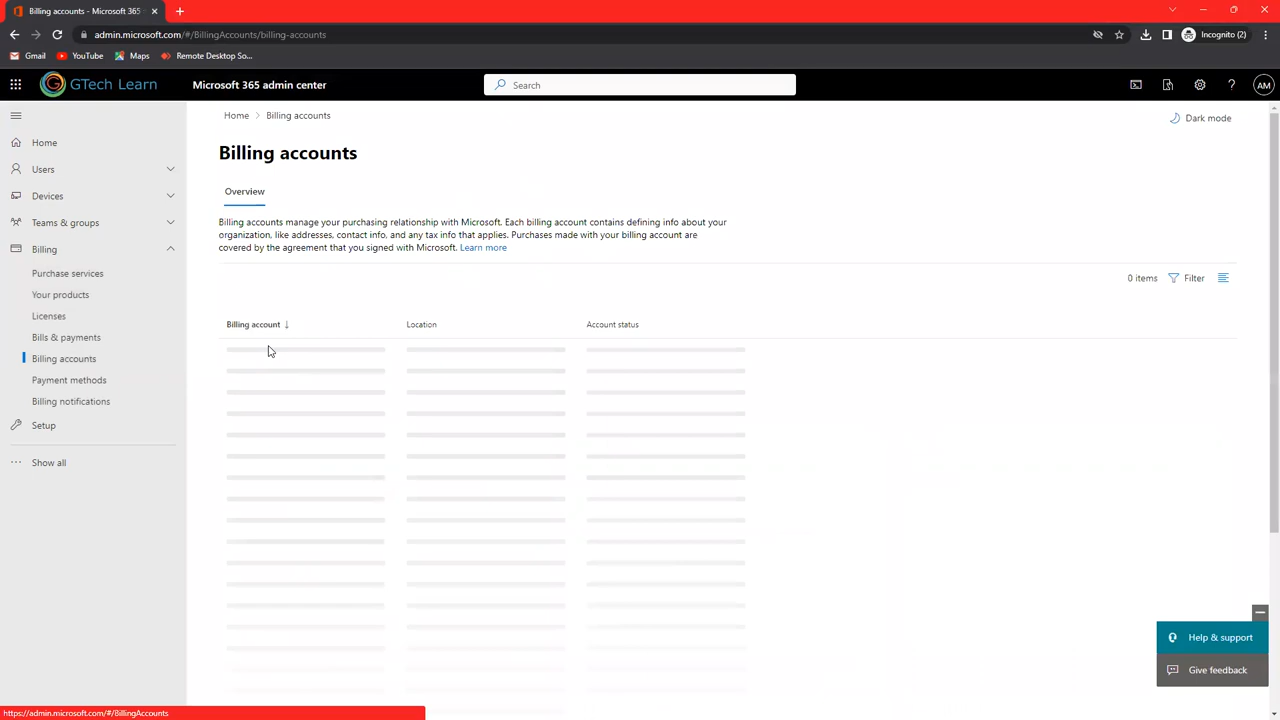 Billing accounts - Microsoft 365
admin.microsoft.com/#/BillingAccounts/billing-accounts
Incognito (2)
Gmail
YouTube
Maps
Remote Desktop So...
GTech Learn
Microsoft 365 admin center
Search
AM
Home > Billing accounts
Dark mode
Home
Users
Devices
Teams & groups
Billing
Purchase services
Your products
Licenses
Bills & payments
Billing accounts
Payment methods
Billing notifications
Setup
Show all
Billing accounts
Overview
Billing accounts manage your purchasing relationship with Microsoft. Each billing account contains defining info about your
organization, like addresses, contact info, and any tax info that applies. Purchases made with your billing account are
covered by the agreement that you signed with Microsoft. Learn more
0 items
Filter
Billing account ↓
Location
Account status
Help & support
Give feedback
https://admin.microsoft.com/#/BillingAccounts